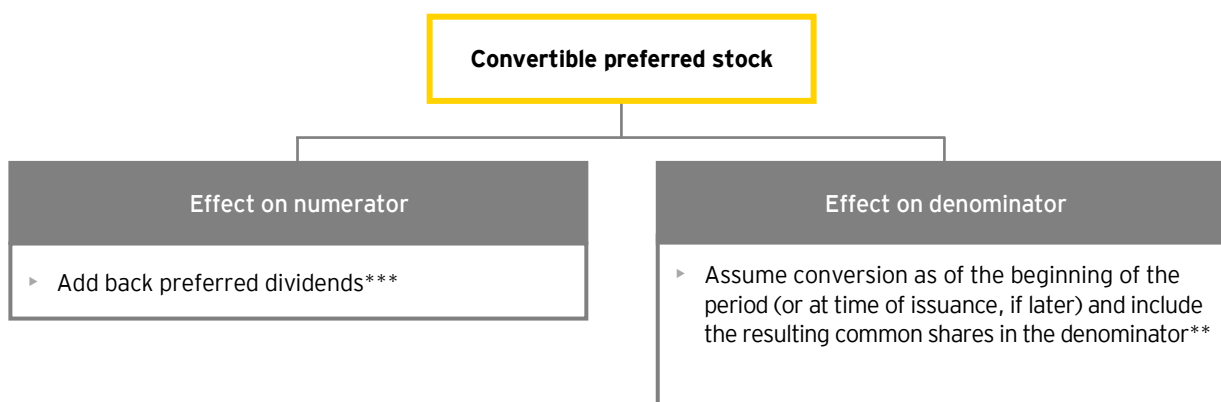 Convertible preferred stock
Effect on numerator
▸ Add back preferred dividends***
Effect on denominator
▸ Assume conversion as of the beginning of the
period (or at time of issuance, if later) and include
the resulting common shares in the denominator**